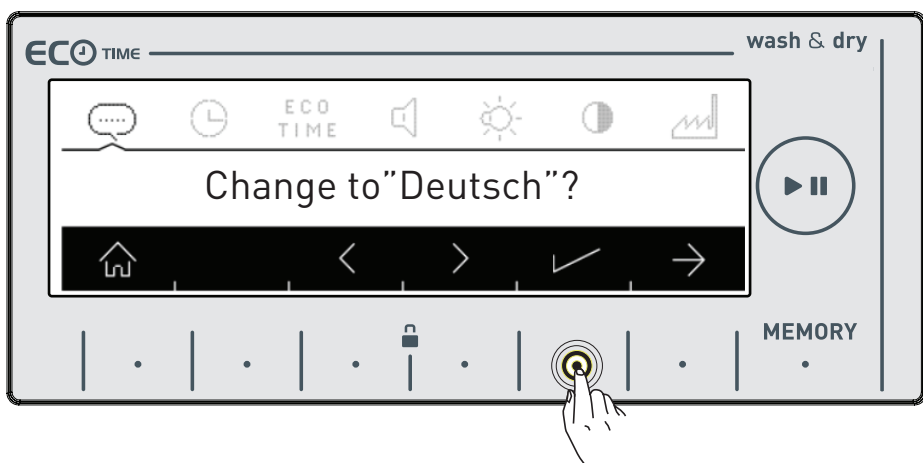 ECO TIME
wash & dry
ECO
TIME
Change to"Deutsch"?
MEMORY